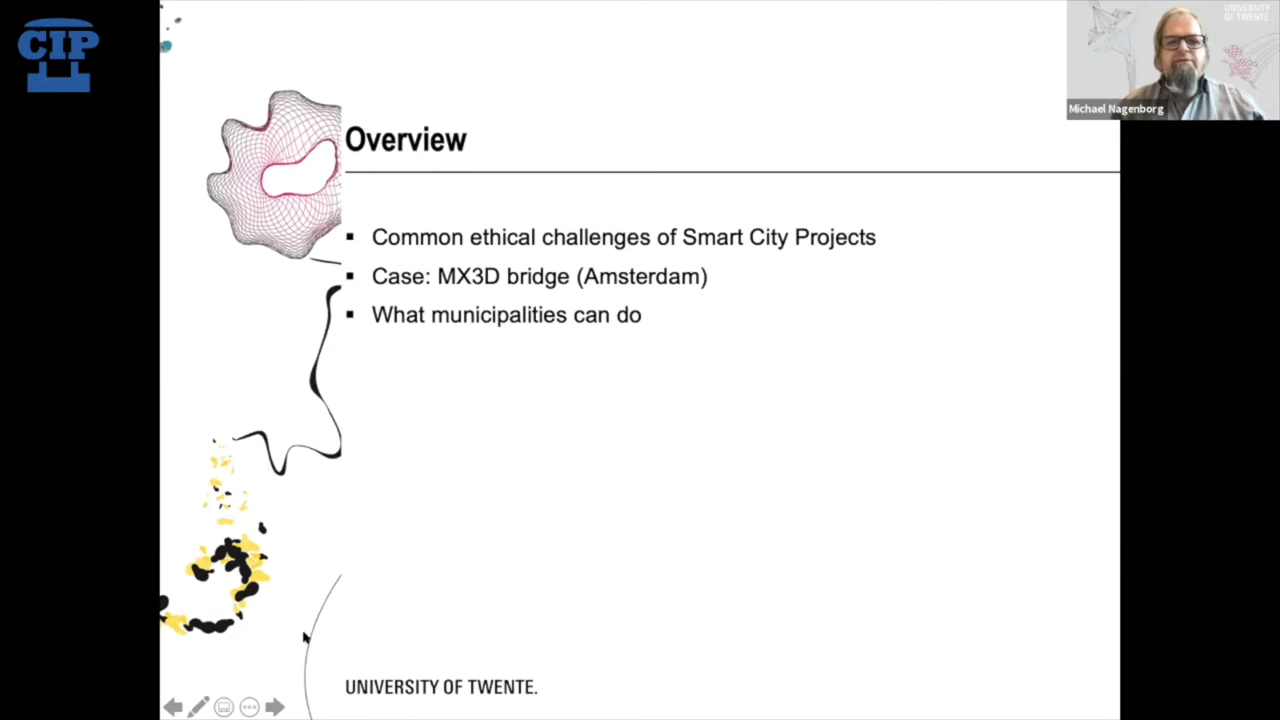 CIP
UNIVERSITY
OF TWENTE
Michael Nagenborg
Overview
Common ethical challenges of Smart City Projects
Case: MX3D bridge (Amsterdam)
What municipalities can do
UNIVERSITY OF TWENTE.